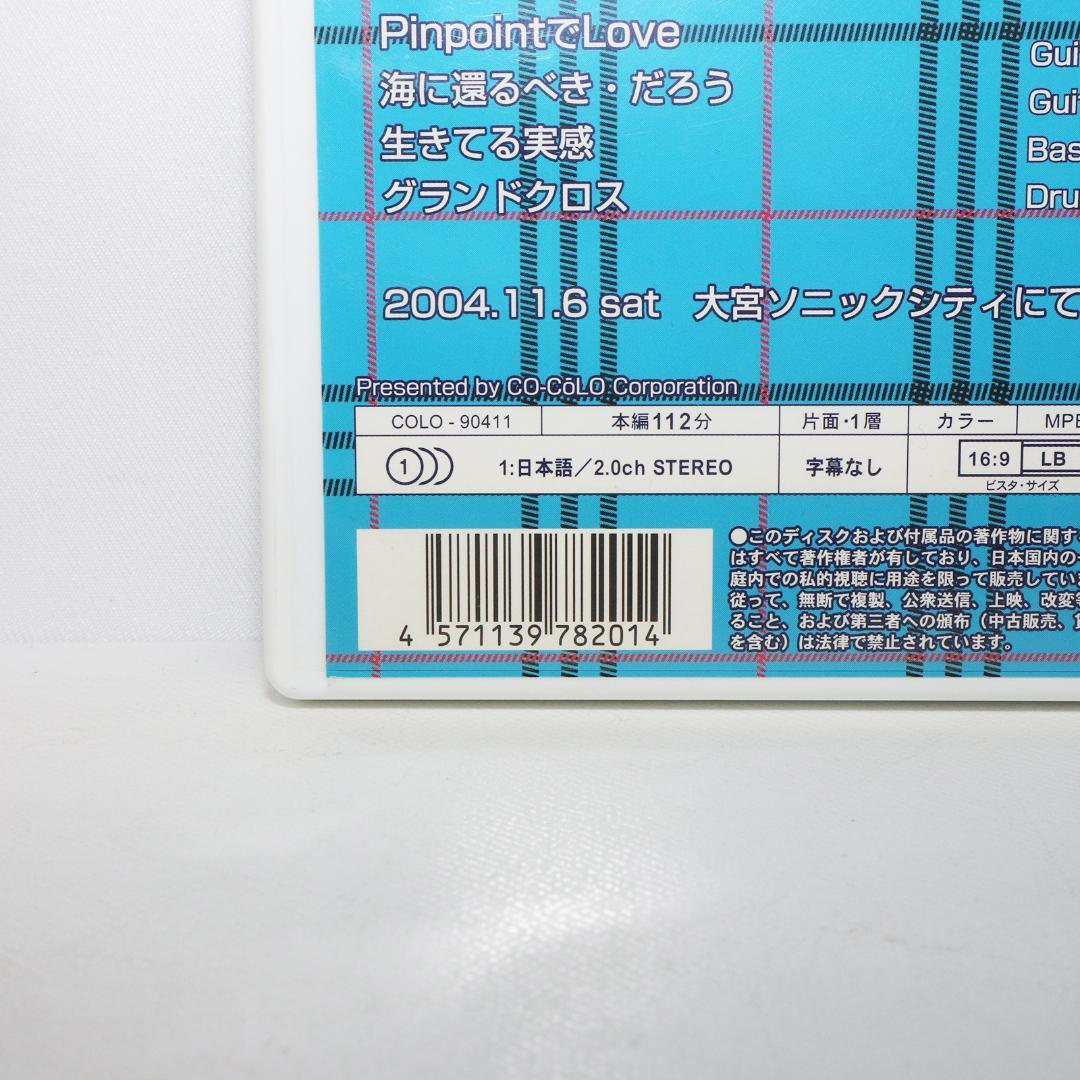 PinpointでLove
海に還るべき・だろう
生きてる実感
グランドクロス
Gui
Guit
Bas
Dru
2004.11.6 sat 大宮ソニックシティにて
Presented by CO-CōLO Corporation
COLO - 90411 本編112分 片面・1層 カラー MPE
1 1:日本語／2.0ch STEREO 字幕なし 16:9 LB
ビスタ・サイズ
●このディスクおよび付属品の著作物に関す
はすべて著作権者が有しており、日本国内の
庭内での私的視聴に用途を限って販売してい
従って、無断で複製、公衆送信、上映、改変
ること、および第三者への頒布（中古販売、
を含む）は法律で禁止されています。
4 571139 782014